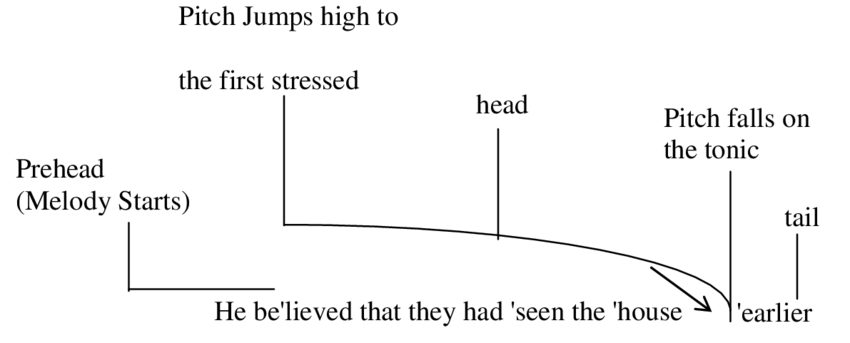 Pitch Jumps high to
the first stressed
head
Pitch falls on
the tonic
Prehead
(Melody Starts)
tail
He be'lieved that they had 'seen the 'house 'earlier